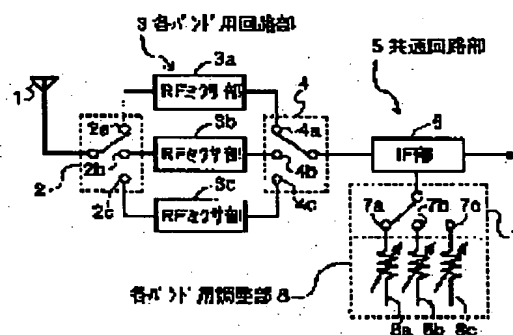 3 各バンド用回路部
5 共通回路部
3a
RFミクサ部
1
2a
4
4a
3b
RFミクサ部
6
IF部
2b
4b
2
2c
3c
RFミクサ部
4c
7a
7b
7c
各バンド用調整部 8
8a 8b 8c